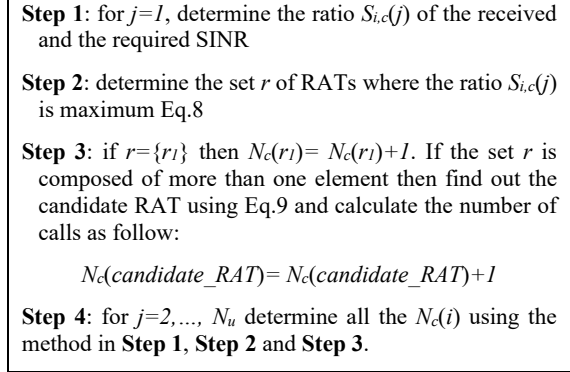 Step 1: for j=1, determine the ratio Si,c(j) of the received
and the required SINR
Step 2: determine the set r of RATs where the ratio Si,c(j)
is maximum Eq.8
Step 3: if r={r1} then Nc(r1)= Nc(r1)+1. If the set r is
composed of more than one element then find out the
candidate RAT using Eq.9 and calculate the number of
calls as follow:
Nc(candidate_RAT)= Nc(candidate_RAT)+1
Step 4: for j=2,..., Nu determine all the Nc(i) using the
method in Step 1, Step 2 and Step 3.